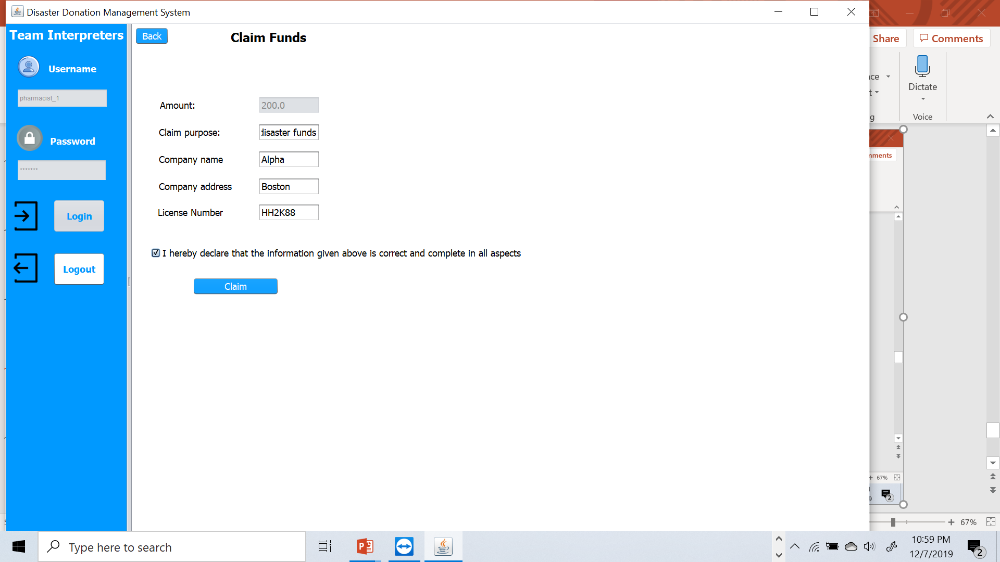 Disaster Donation Management System
Team Interpreters
Back
Claim Funds
Share
Comments
Username
pharmacist_1
Dictate
Voice
Amount:
200.0
Claim purpose:
disaster funds
Password
*******
Company name
Alpha
Company address
Boston
License Number
HH2K88
Login
I hereby declare that the information given above is correct and complete in all aspects
Logout
Claim
67%
2
67%
Type here to search
10:59 PM
12/7/2019
2